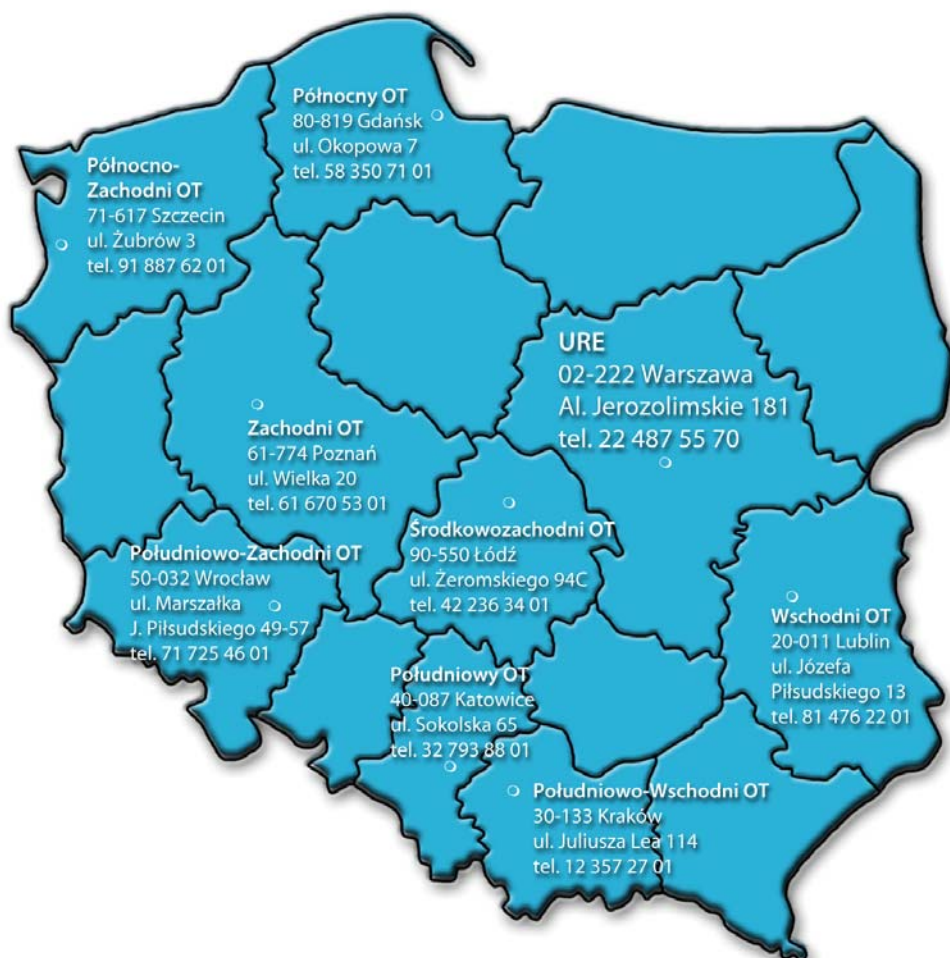 Północny OT
80-819 Gdańsk
ul. Okopowa 7
tel. 58 350 71 01
Północno-
Zachodni OT
71-617 Szczecin
ul. Żubrów 3
tel. 91 887 62 01
URE
02-222 Warszawa
Al. Jerozolimskie 181
tel. 22 487 55 70
Zachodni OT
61-774 Poznań
ul. Wielka 20
tel. 61 670 53 01
Środkowozachodni OT
90-550 Łódź
ul. Żeromskiego 94C
tel. 42 236 34 01
Południowo-Zachodni OT
50-032 Wrocław
ul. Marszałka
J. Piłsudskiego 49-57
tel. 71 725 46 01
Wschodni OT
20-011 Lublin
ul. Józefa
Piłsudskiego 13
tel. 81 476 22 01
Południowy OT
40-087 Katowice
ul. Sokolska 65
tel. 32 793 88 01
Południowo-Wschodni OT
30-133 Kraków
ul. Juliusza Lea 114
tel. 12 357 27 01